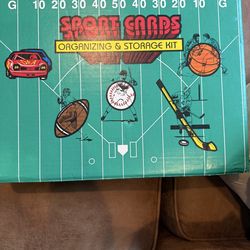 G 10 20 30 40 50 40 30 20 10 G
SPORT CARDS
ORGANIZING & STORAGE KIT